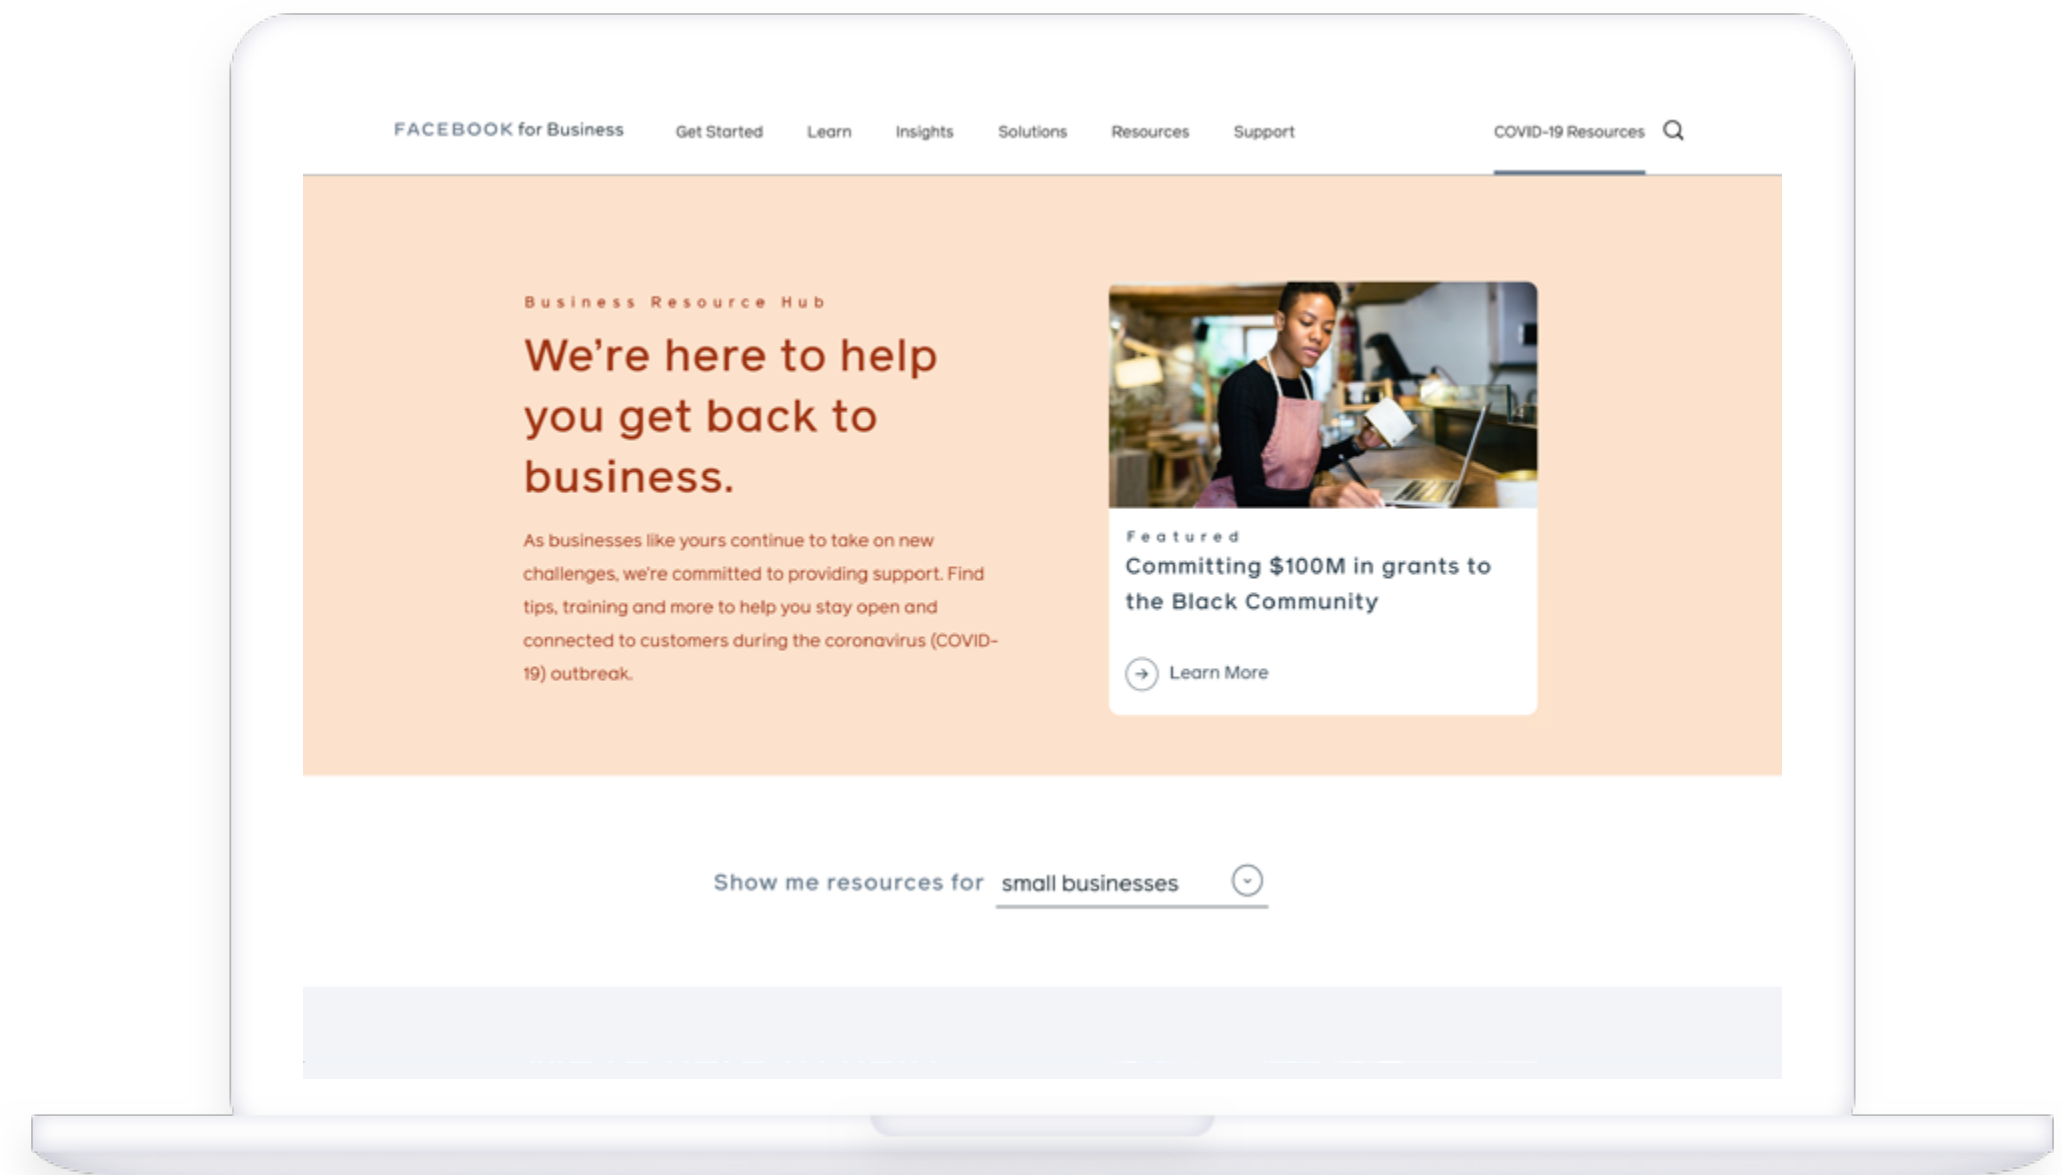 FACEBOOK for Business Get Started Learn Insights Solutions Resources Support COVID-19 Resources
Business Resource Hub
We're here to help
you get back to
business.
As businesses like yours continue to take on new
challenges, we're committed to providing support. Find
tips, training and more to help you stay open and
connected to customers during the coronavirus (COVID-
19) outbreak.
Featured
Committing $100M in grants to
the Black Community
Learn More
Show me resources for small businesses